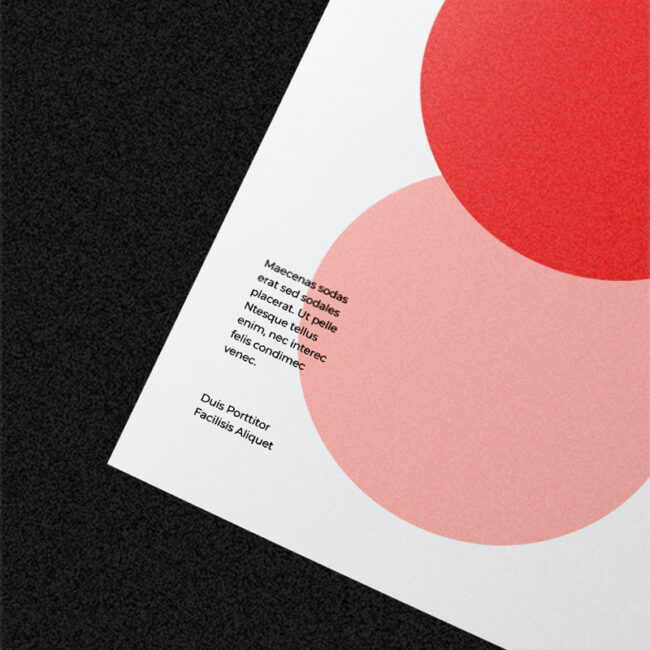 Maecenas sodas
erat sed sodales
placerat. Ut pelle
Ntesque tellus
enim, nec interec
felis condimec
venec.
Duis Porttitor
Facilisis Aliquet